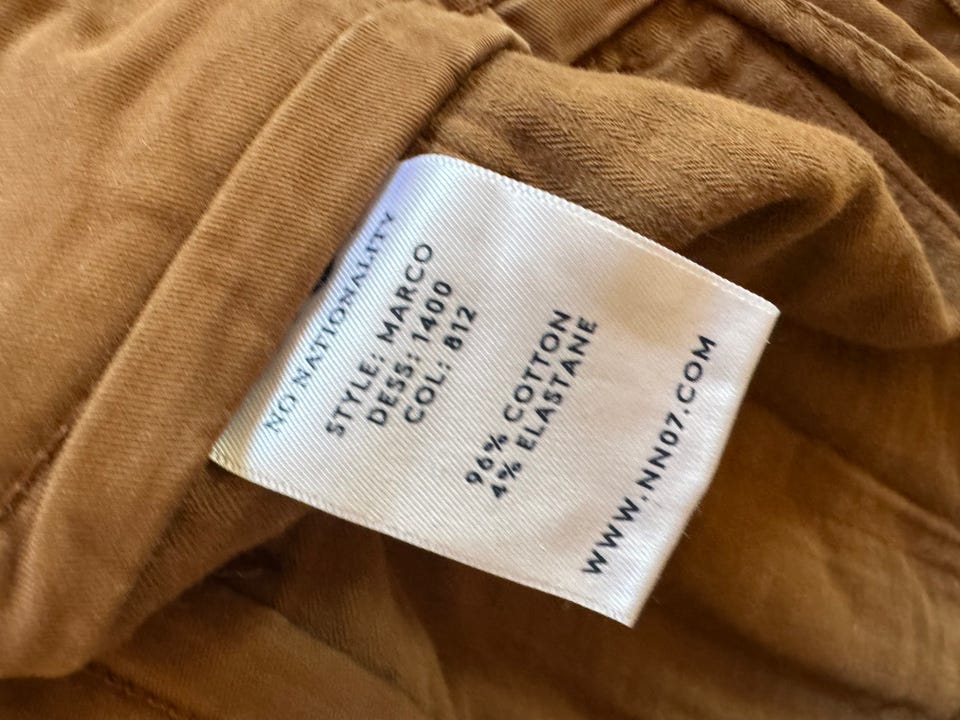 NO NATIONALITY
STYLE: MARCO
DESS: 1400
COL: 812
96% COTTON
4% ELASTANE
WWW.NN07.COM